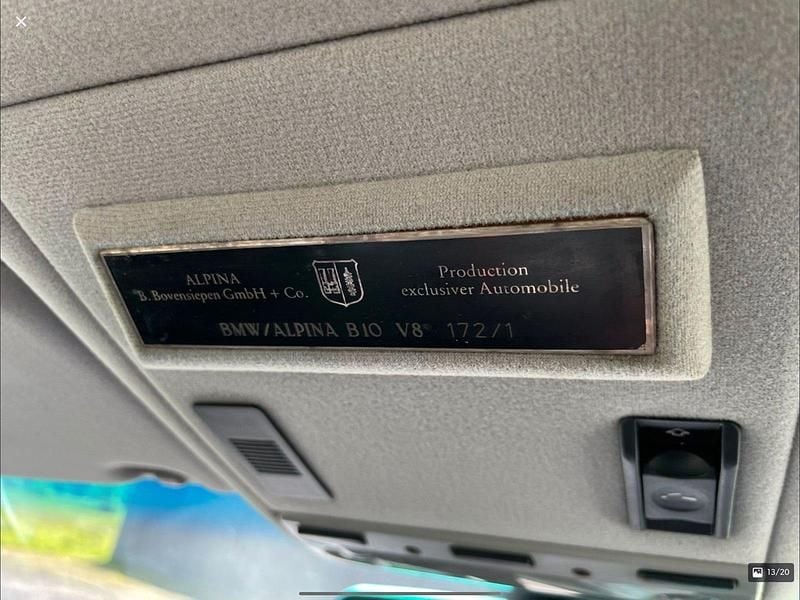 ALPINA
B. Bovensiepen GmbH + Co.
Production
exclusiver Automobile
BMW/ALPINA B10 V8 172/1
13/20